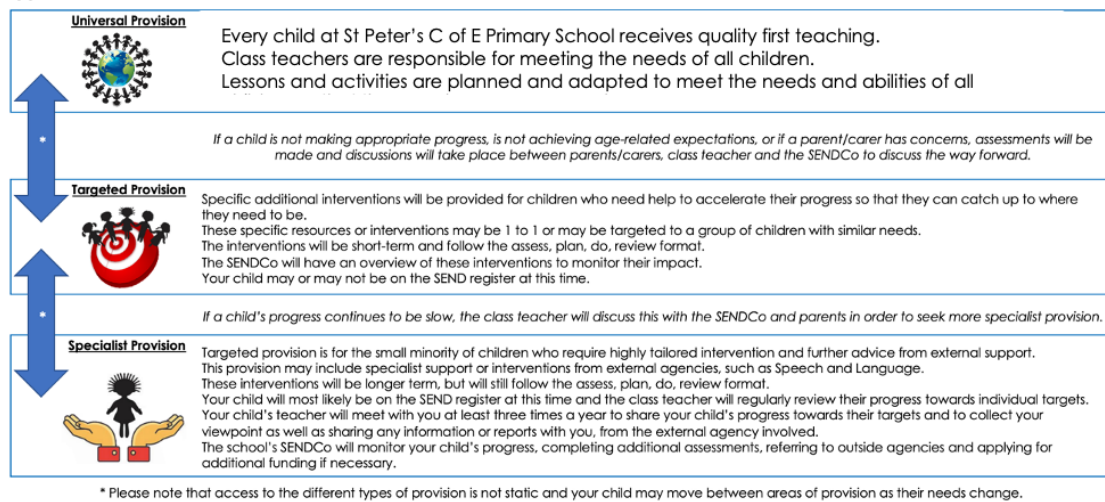 Universal Provision
Every child at St Peter's C of E Primary School receives quality first teaching.
Class teachers are responsible for meeting the needs of all children.
Lessons and activities are planned and adapted to meet the needs and abilities of all
*
If a child is not making appropriate progress, is not achieving age-related expectations, or if a parent/carer has concerns, assessments will be
made and discussions will take place between parents/carers, class teacher and the SENDCo to discuss the way forward.
Targeted Provision
Specific additional interventions will be provided for children who need help to accelerate their progress so that they can catch up to where
they need to be.
These specific resources or interventions may be 1 to 1 or may be targeted to a group of children with similar needs.
The interventions will be short-term and follow the assess, plan, do, review format.
The SENDCo will have an overview of these interventions to monitor their impact.
Your child may or may not be on the SEND register at this time.
*
If a child's progress continues to be slow, the class teacher will discuss this with the SENDCo and parents in order to seek more specialist provision.
Specialist Provision
Targeted provision is for the small minority of children who require highly tailored intervention and further advice from external support.
This provision may include specialist support or interventions from external agencies, such as Speech and Language.
These interventions will be longer term, but will still follow the assess, plan, do, review format.
Your child will most likely be on the SEND register at this time and the class teacher will regularly review their progress towards individual targets.
Your child's teacher will meet with you at least three times a year to share your child's progress towards their targets and to collect your
viewpoint as well as sharing any information or reports with you, from the external agency involved.
The school's SENDCo will monitor your child's progress, completing additional assessments, referring to outside agencies and applying for
additional funding if necessary.
* Please note that access to the different types of provision is not static and your child may move between areas of provision as their needs change.